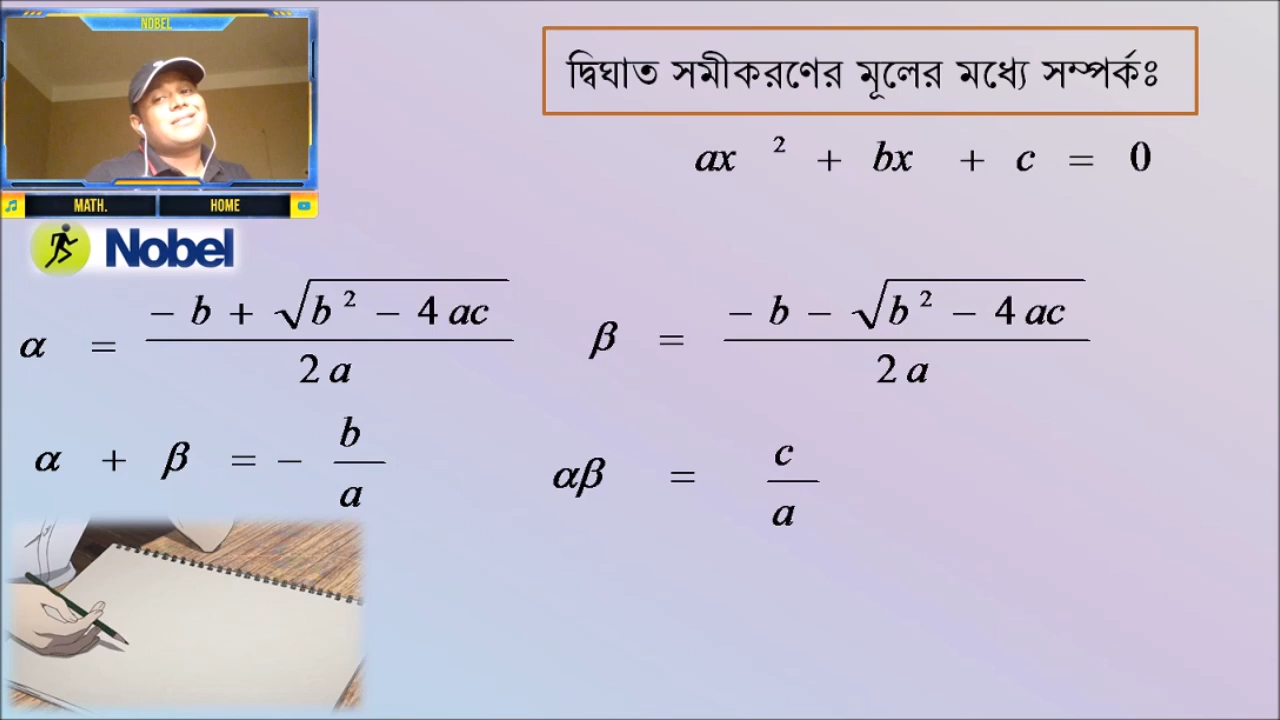 NOBEL
MATH. HOME
Nobel
দ্বিঘাত সমীকরণের মূলের মধ্যে সম্পর্কঃ
ax² + bx + c = 0
α = (− b + √(b² − 4ac)) / 2a
β = (− b − √(b² − 4ac)) / 2a
α + β = − b/a
αβ = c/a